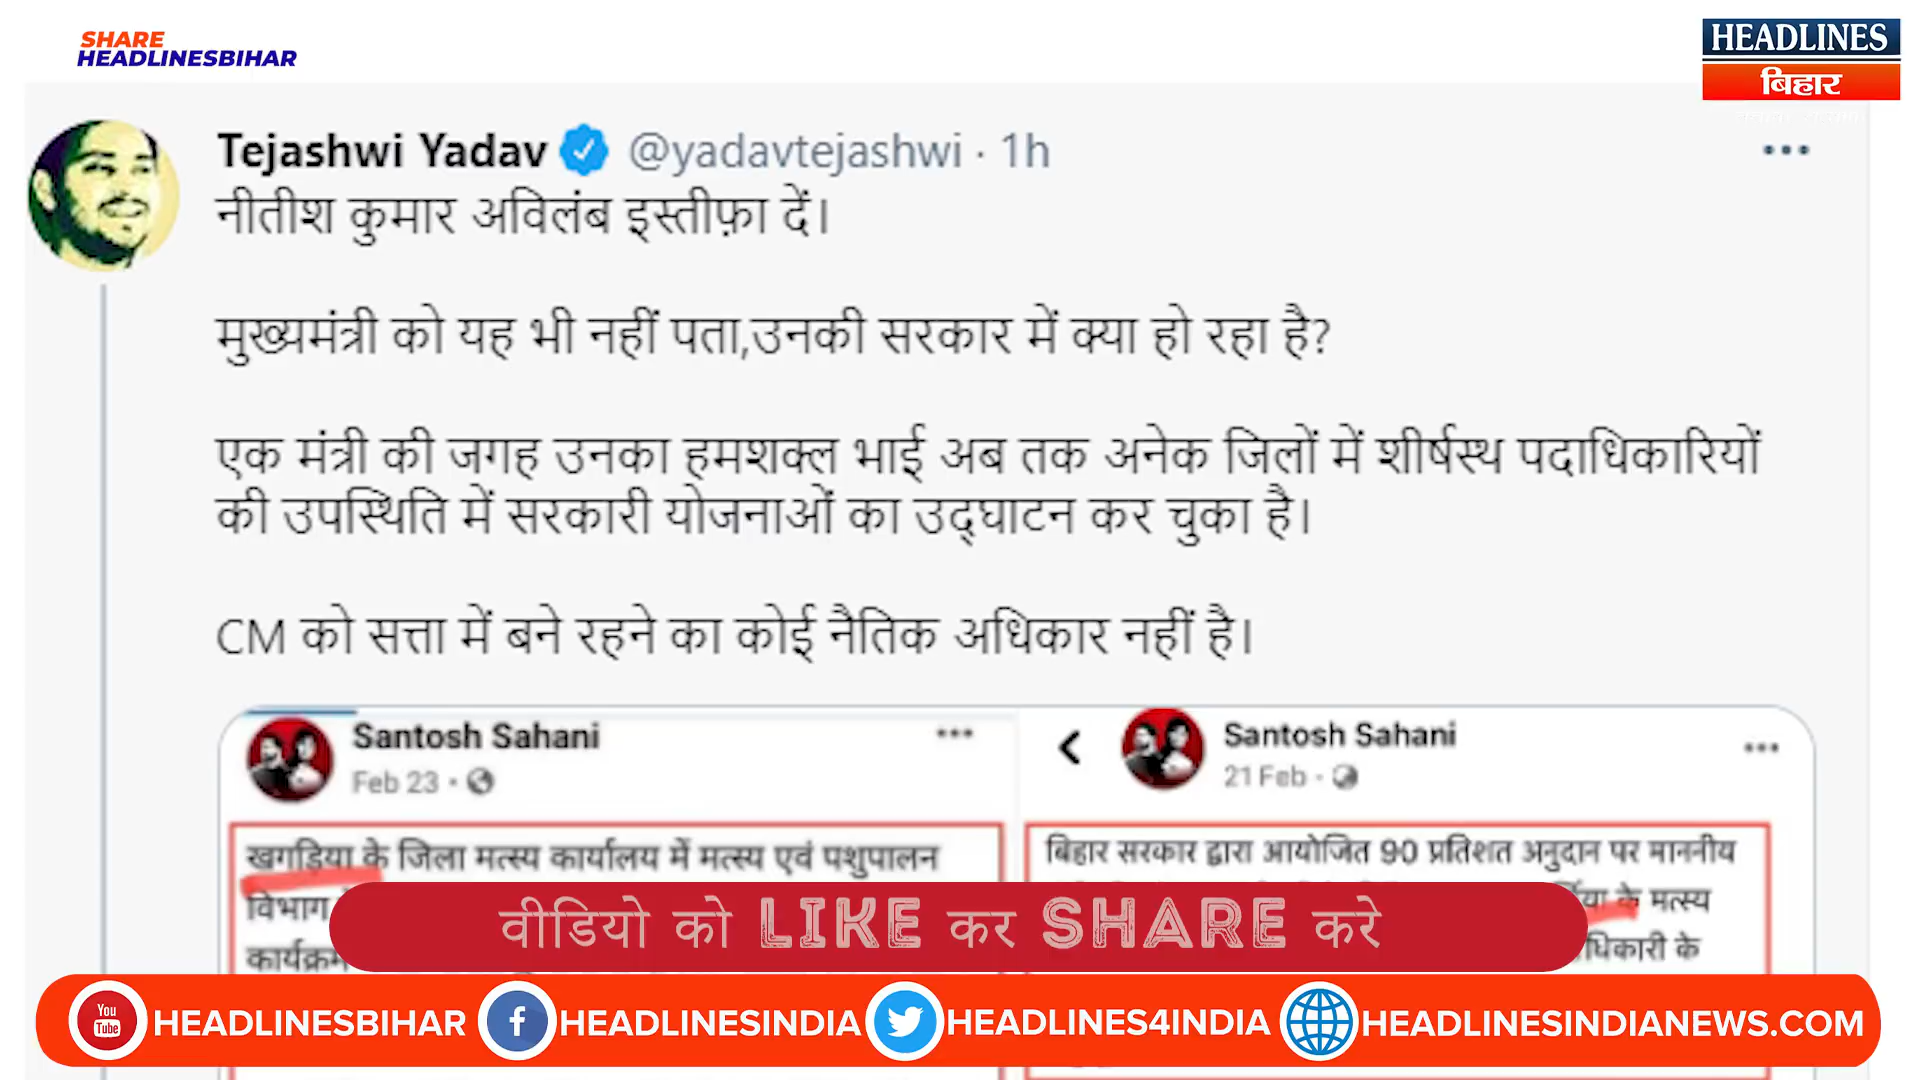 SHARE
HEADLINESBIHAR
HEADLINES
बिहार
Tejashwi Yadav @yadavtejashwi · 1h
नीतीश कुमार अविलंब इस्तीफ़ा दें।
मुख्यमंत्री को यह भी नहीं पता,उनकी सरकार में क्या हो रहा है?
एक मंत्री की जगह उनका हमशक्ल भाई अब तक अनेक जिलों में शीर्षस्थ पदाधिकारियों
की उपस्थिति में सरकारी योजनाओं का उद्घाटन कर चुका है।
CM को सत्ता में बने रहने का कोई नैतिक अधिकार नहीं है।
Santosh Sahani
Feb 23 ·
खगड़िया के जिला मत्स्य कार्यालय में मत्स्य एवं पशुपालन
विभाग
कार्यक्रम
Santosh Sahani
21 Feb ·
बिहार सरकार द्वारा आयोजित 90 प्रतिशत अनुदान पर माननीय
के मत्स्य
के
वीडियो को LIKE कर SHARE करे
You Tube HEADLINESBIHAR f HEADLINESINDIA HEADLINES4INDIA HEADLINESINDIANEWS.COM